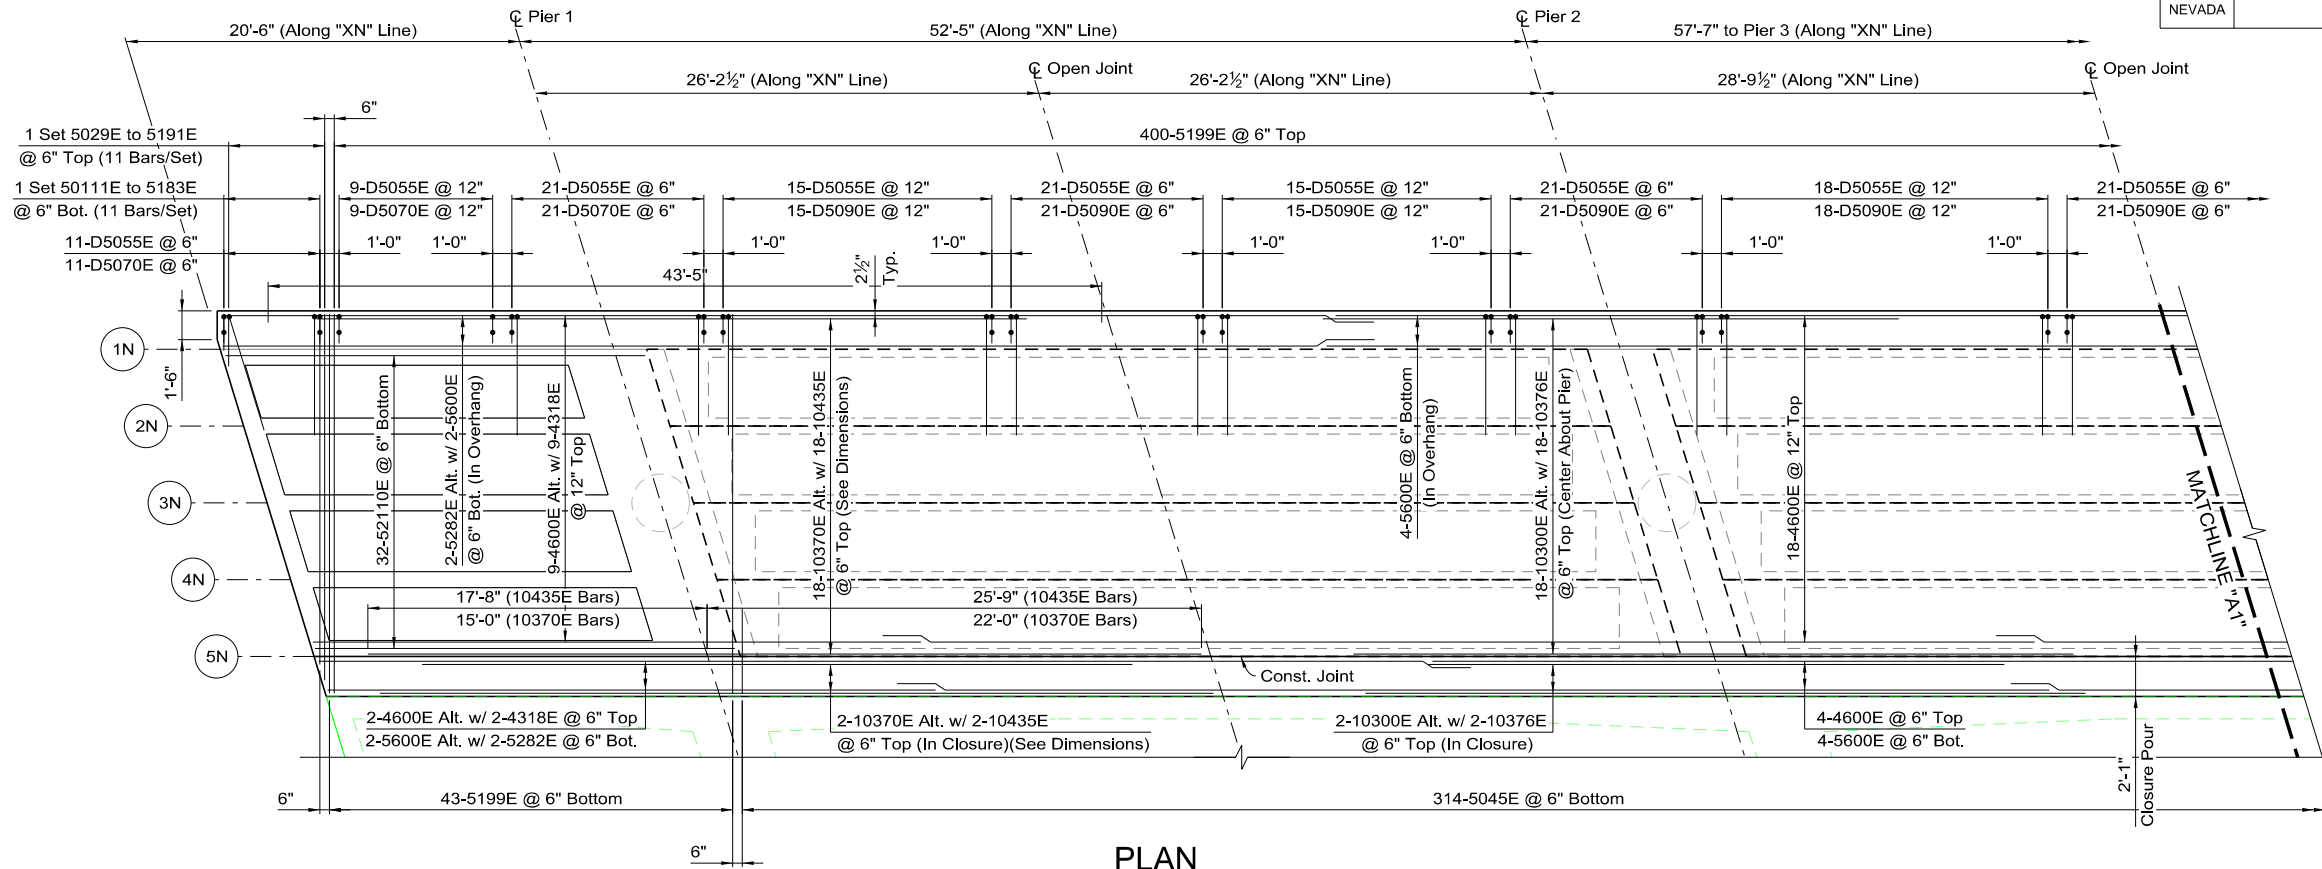 NEVADA
℄ Pier 1
℄ Pier 2
20'-6" (Along "XN" Line)
52'-5" (Along "XN" Line)
57'-7" to Pier 3 (Along "XN" Line)
℄ Open Joint
℄ Open Joint
26'-2½" (Along "XN" Line)
26'-2½" (Along "XN" Line)
28'-9½" (Along "XN" Line)
6"
1 Set 5029E to 5191E
@ 6" Top (11 Bars/Set)
400-5199E @ 6" Top
1 Set 50111E to 5183E
@ 6" Bot. (11 Bars/Set)
9-D5055E @ 12"
9-D5070E @ 12"
21-D5055E @ 6"
21-D5070E @ 6"
15-D5055E @ 12"
15-D5090E @ 12"
21-D5055E @ 6"
21-D5090E @ 6"
15-D5055E @ 12"
15-D5090E @ 12"
21-D5055E @ 6"
21-D5090E @ 6"
18-D5055E @ 12"
18-D5090E @ 12"
21-D5055E @ 6"
21-D5090E @ 6"
11-D5055E @ 6"
11-D5070E @ 6"
1'-0"
1'-0"
1'-0"
1'-0"
1'-0"
1'-0"
1'-0"
1'-0"
43'-5"
2½"
Typ.
1'-6"
1N
2N
3N
4N
5N
32-52110E @ 6" Bottom
2-5282E Alt. w/ 2-5600E
@ 6" Bot. (In Overhang)
9-4600E Alt. w/ 9-4318E
@ 12" Top
18-10370E Alt. w/ 18-10435E
@ 6" Top (See Dimensions)
4-5600E @ 6" Bottom
(In Overhang)
18-10300E Alt. w/ 18-10376E
@ 6" Top (Center About Pier)
18-4600E @ 12" Top
MATCHLINE "A1"
17'-8" (10435E Bars)
15'-0" (10370E Bars)
25'-9" (10435E Bars)
22'-0" (10370E Bars)
Const. Joint
2-4600E Alt. w/ 2-4318E @ 6" Top
2-5600E Alt. w/ 2-5282E @ 6" Bot.
2-10370E Alt. w/ 2-10435E
@ 6" Top (In Closure)(See Dimensions)
2-10300E Alt. w/ 2-10376E
@ 6" Top (In Closure)
4-4600E @ 6" Top
4-5600E @ 6" Bot.
2'-1"
Closure Pour
6"
43-5199E @ 6" Bottom
314-5045E @ 6" Bottom
6"
PLAN